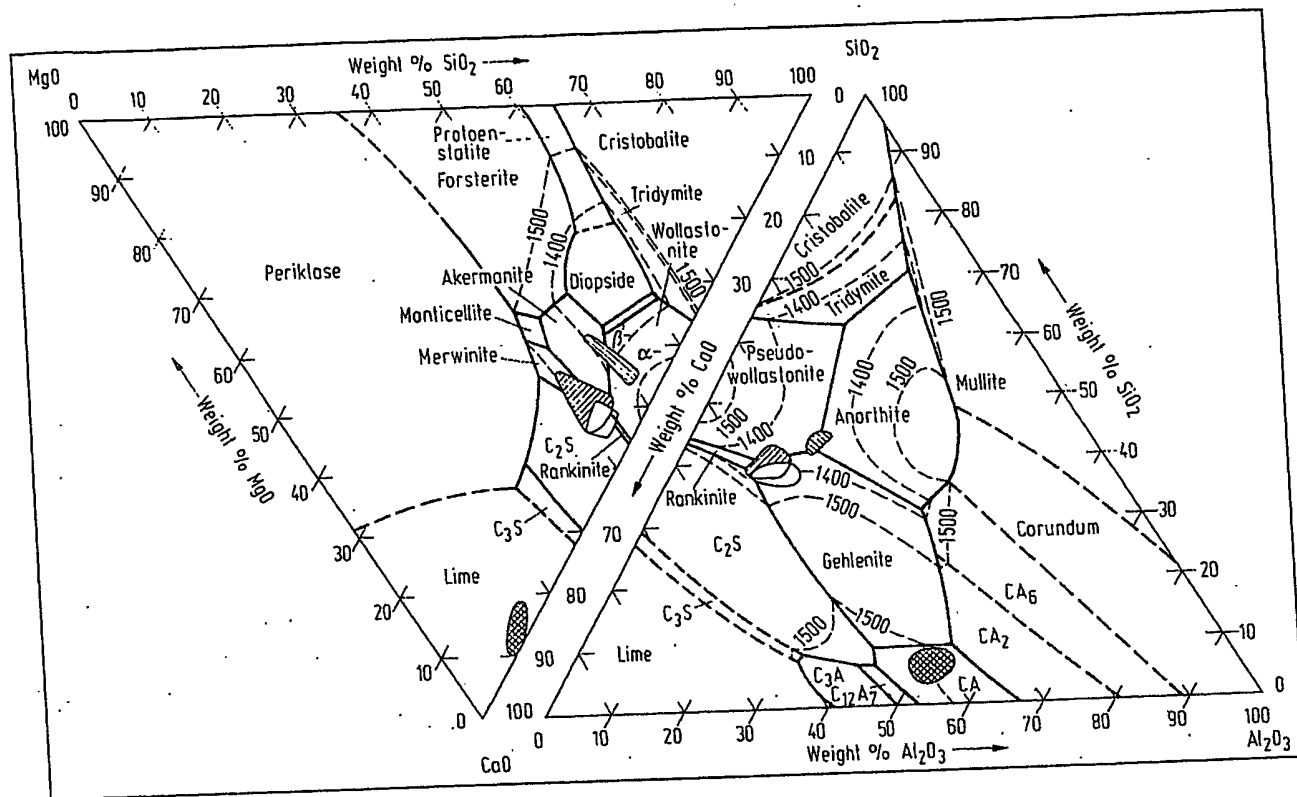 MgO
Weight % SiO₂
SiO₂
0
10
20
30
40
50
60
70
80
90
100
0
100
100
Protoen-
statite
Cristobalite
10
10
90
90
Forsterite
Tridymite
20
20
Cristobalite
80
80
1500
1400
Wollasto-
nite
1500
1500
1400
Tridymite
70
Periklase
Akermanite
Diopside
30
30
1500
Weight % SiO₂
70
Monticellite
β-
α-
Pseudo-
wollastonite
1400
1500
Mullite
60
Merwinite
50
60
Weight % MgO
Weight % CaO
1500
1400
Anorthite
40
50
C₂S
Rankinite
Rankinite
1400
1500
1500
30
40
C₃S
C₂S
70
Gehlenite
Corundum
20
30
Lime
80
CA₆
10
20
C₃S
1500
1500
CA₂
10
90
Lime
C₃A
C₁₂A₇
CA
0
0
100
0
10
20
30
40
50
60
70
80
90
100
CaO
Weight % Al₂O₃
Al₂O₃